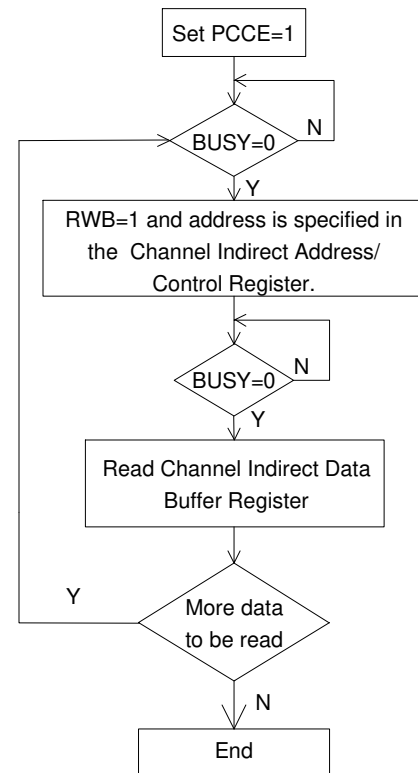 Set PCCE=1
BUSY=0
N
Y
RWB=1 and address is specified in
the Channel Indirect Address/
Control Register.
BUSY=0
N
Y
Read Channel Indirect Data
Buffer Register
Y
More data
to be read
N
End